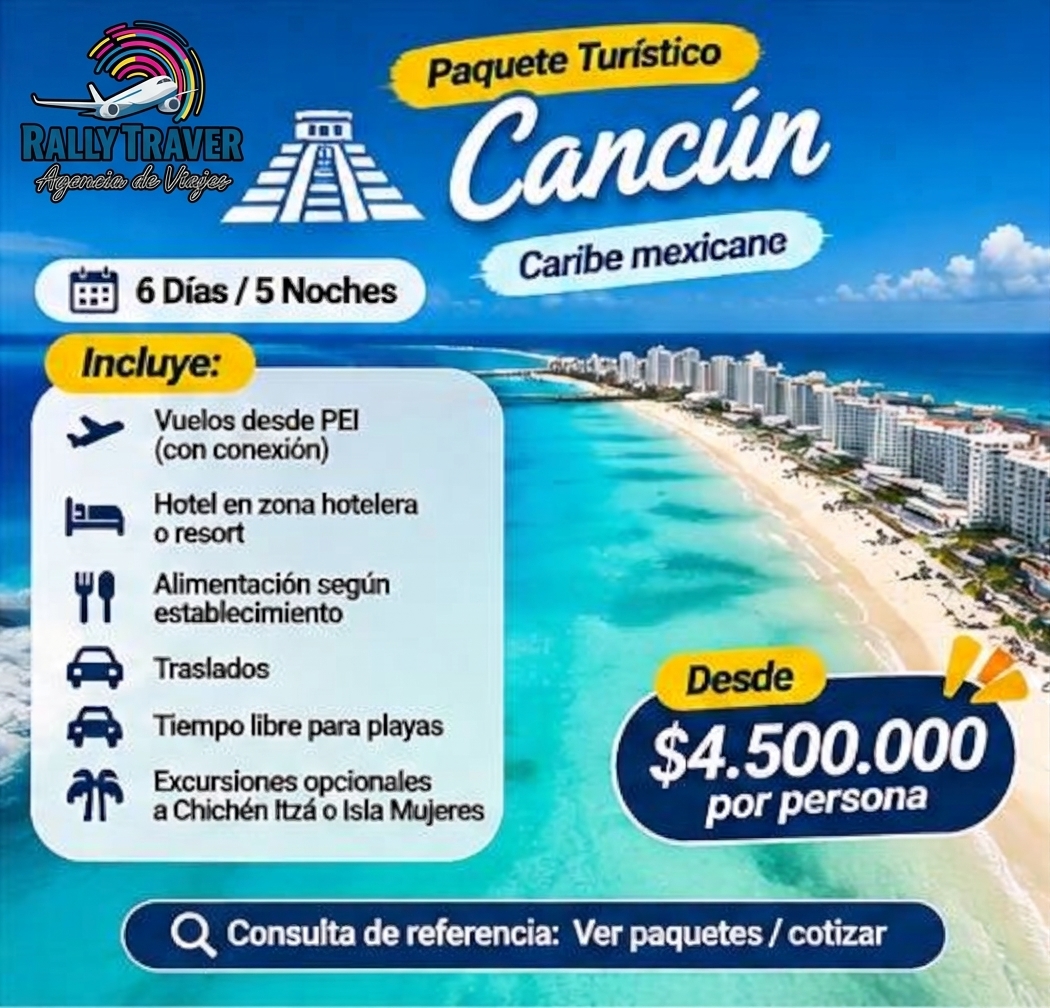 RALLY TRAVER
Agencia de Viajes
Paquete Turístico
Cancún
Caribe mexicane
6 Días / 5 Noches
Incluye:
Vuelos desde PEI
(con conexión)
Hotel en zona hotelera
o resort
Alimentación según
establecimiento
Traslados
Tiempo libre para playas
Excursiones opcionales
a Chichén Itzá o Isla Mujeres
Desde
$4.500.000
por persona
Consulta de referencia: Ver paquetes / cotizar